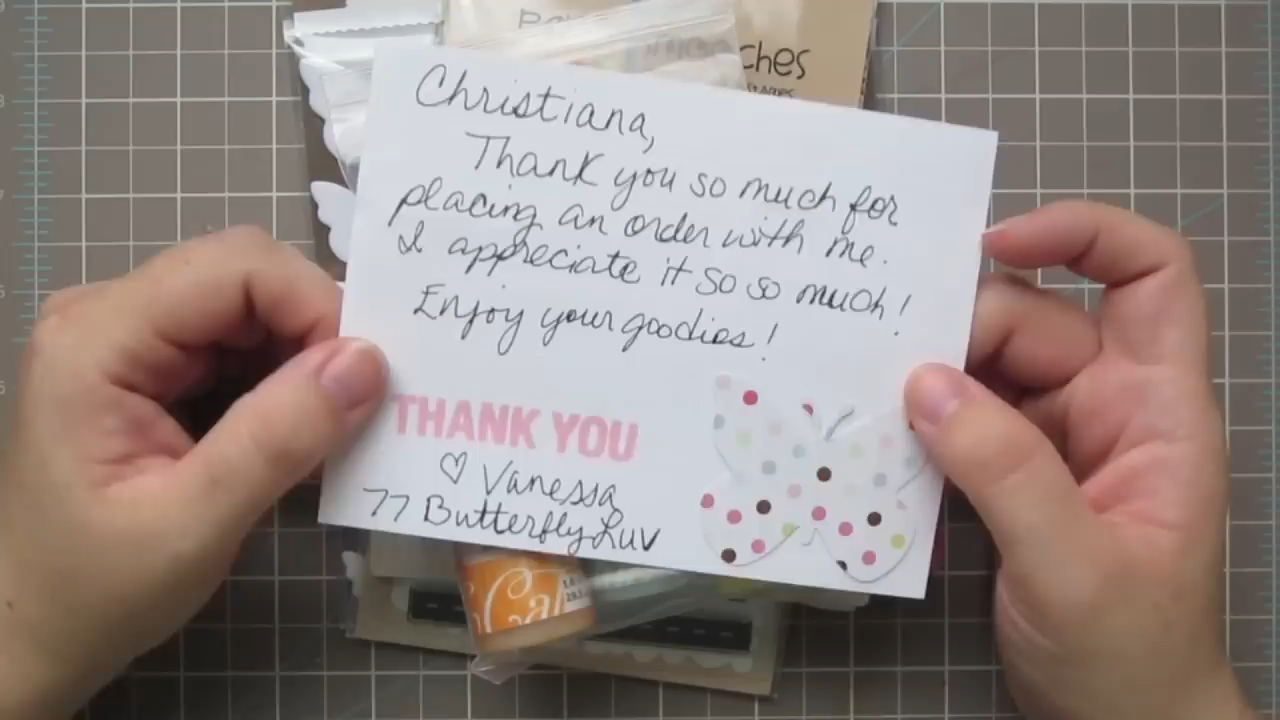 ches
Christiana,
Thank you so much for
placing an order with me.
I appreciate it so so much!
Enjoy your goodies!
THANK YOU
♡ Vanessa
77 ButterflyLuv
Ca